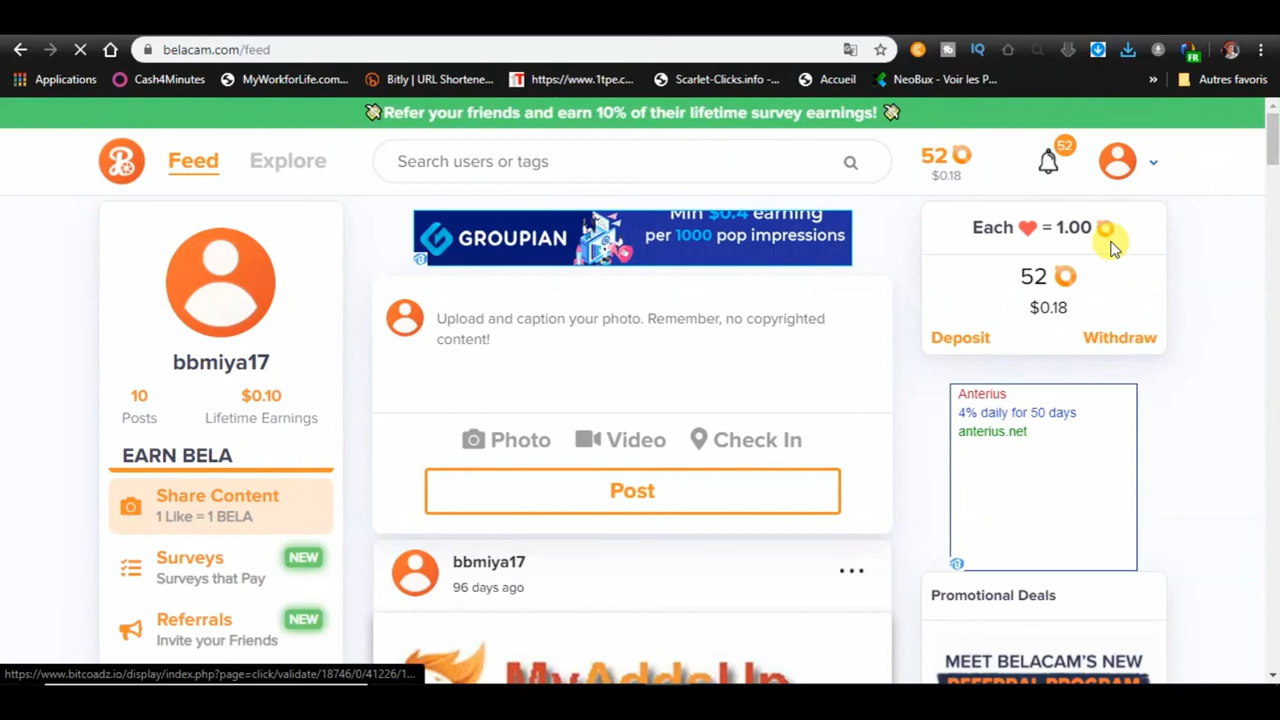 belacam.com/feed
Applications
Cash4Minutes
MyWorkforLife.com...
Bitly | URL Shortene...
https://www.1tpe.c...
Scarlet-Clicks.info -...
Accueil
NeoBux - Voir les P...
»
Autres favoris
IQ
FR
Refer your friends and earn 10% of their lifetime survey earnings!
Feed
Explore
Search users or tags
52
$0.18
52
bbmiya17
10
$0.10
Posts
Lifetime Earnings
EARN BELA
Share Content
1 Like = 1 BELA
Surveys
NEW
Surveys that Pay
Referrals
NEW
Invite your Friends
Min $0.4 earning
GROUPIAN
per 1000 pop impressions
Upload and caption your photo. Remember, no copyrighted
content!
Photo
Video
Check In
Post
bbmiya17
96 days ago
MyAddsUp
Each ❤ = 1.00
52
$0.18
Deposit
Withdraw
Anterius
4% daily for 50 days
anterius.net
Promotional Deals
MEET BELACAM'S NEW
REFERRAL PROGRAM
https://www.bitcoadz.io/display/index.php?page=click/validate/18746/0/41226/1...